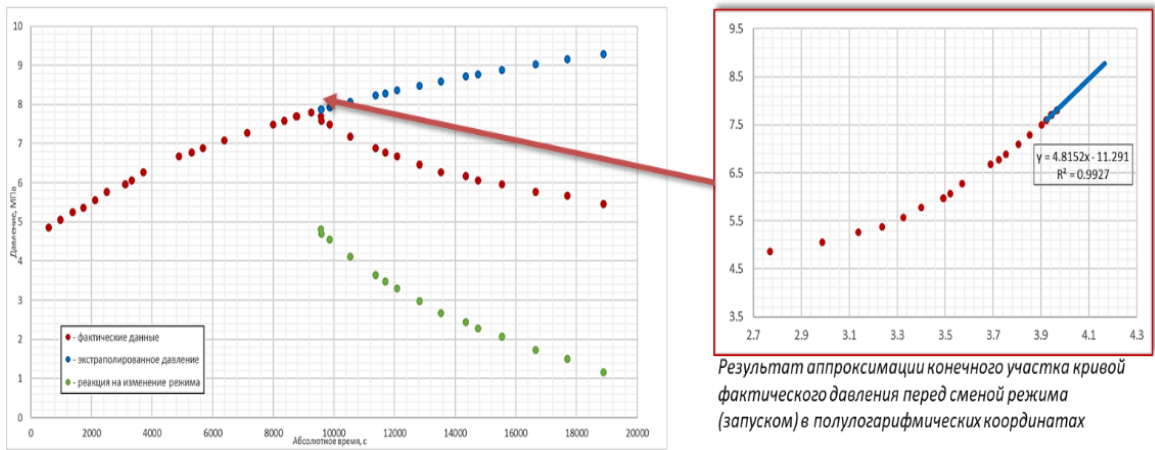 10
9
8
7
6
5
4
3
2
1
0
Давление, МПа
• - фактические данные
• - экстраполированное давление
• - реакция на изменение режима
0 2000 4000 6000 8000 10000 12000 14000 16000 18000 20000
Абсолютное время, с
9.5
8.5
7.5
6.5
5.5
4.5
3.5
y = 4.8152x - 11.291
R² = 0.9927
2.7 2.9 3.1 3.3 3.5 3.7 3.9 4.1 4.3
Результат аппроксимации конечного участка кривой
фактического давления перед сменой режима
(запуском) в полулогарифмических координатах